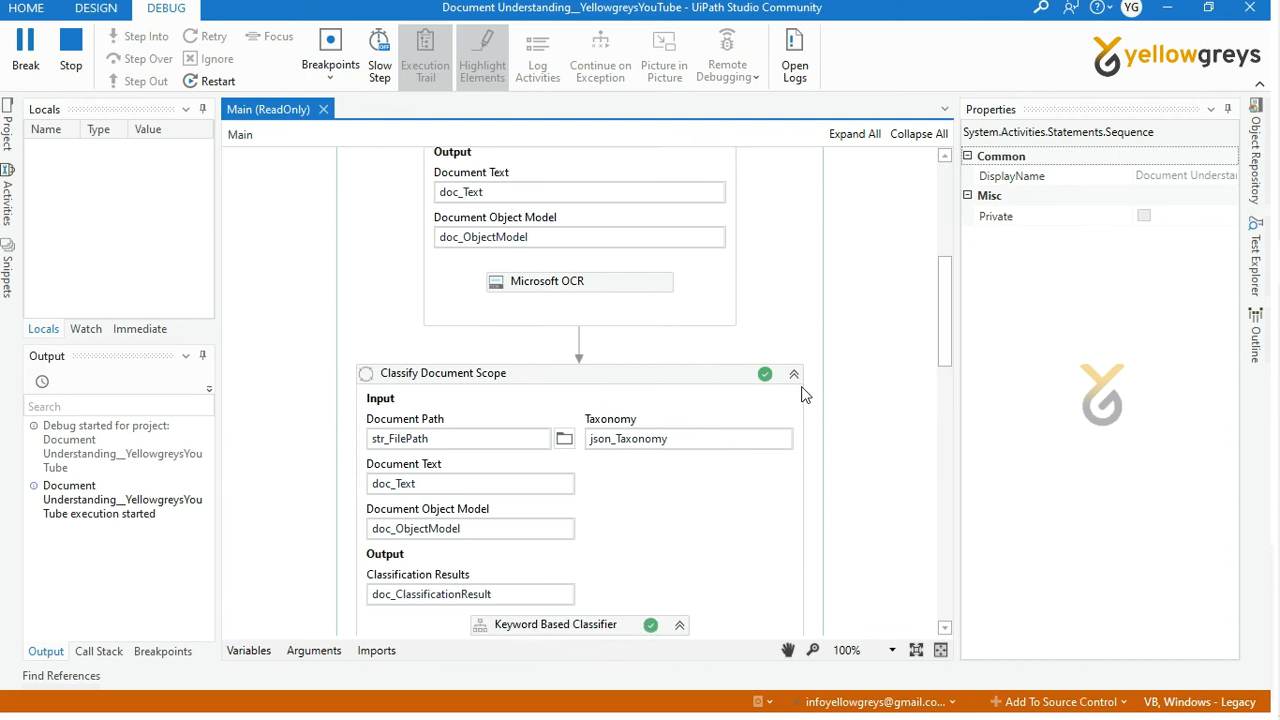 HOME
DESIGN
DEBUG
Document Understanding__YellowgreysYouTube - UiPath Studio Community
YG
Break
Stop
Step Into
Step Over
Step Out
Retry
Ignore
Restart
Focus
Breakpoints
Slow
Step
Execution
Trail
Highlight
Elements
Log
Activities
Continue on
Exception
Picture in
Picture
Remote
Debugging
Open
Logs
yellowgreys
Project
Activities
Snippets
Locals
Name
Type
Value
Locals
Watch
Immediate
Output
Search
Debug started for project:
Document
Understanding__YellowgreysYou
Tube
Document
Understanding__YellowgreysYou
Tube execution started
Output
Call Stack
Breakpoints
Find References
Main (ReadOnly)
Main
Expand All
Collapse All
Output
Document Text
doc_Text
Document Object Model
doc_ObjectModel
Microsoft OCR
Classify Document Scope
Input
Document Path
Taxonomy
str_FilePath
json_Taxonomy
Document Text
doc_Text
Document Object Model
doc_ObjectModel
Output
Classification Results
doc_ClassificationResult
Keyword Based Classifier
Variables
Arguments
Imports
100%
Properties
System.Activities.Statements.Sequence
Common
DisplayName
Document Understa
Misc
Private
Object Repository
Test Explorer
Outline
infoyellowgreys@gmail.co...
Add To Source Control
VB, Windows - Legacy